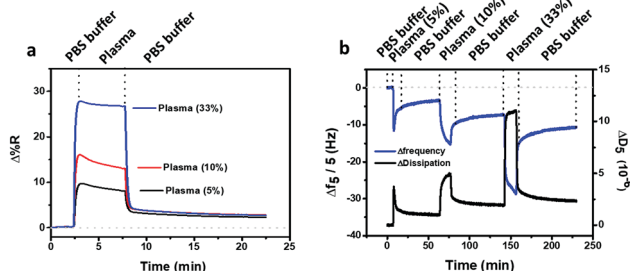 PBS buffer
Plasma
PBS buffer
a
Δ%R
30
20
10
0
Plasma (33%)
Plasma (10%)
Plasma (5%)
0
5
10
15
20
25
Time (min)
PBS buffer
Plasma (5%)
PBS buffer
Plasma (10%)
PBS buffer
Plasma (33%)
PBS buffer
b
Δf5 / 5 (Hz)
0
-10
-20
-30
-40
Δfrequency
ΔDissipation
15
10
5
0
ΔD5 (10-6)
0
50
100
150
200
250
Time (min)